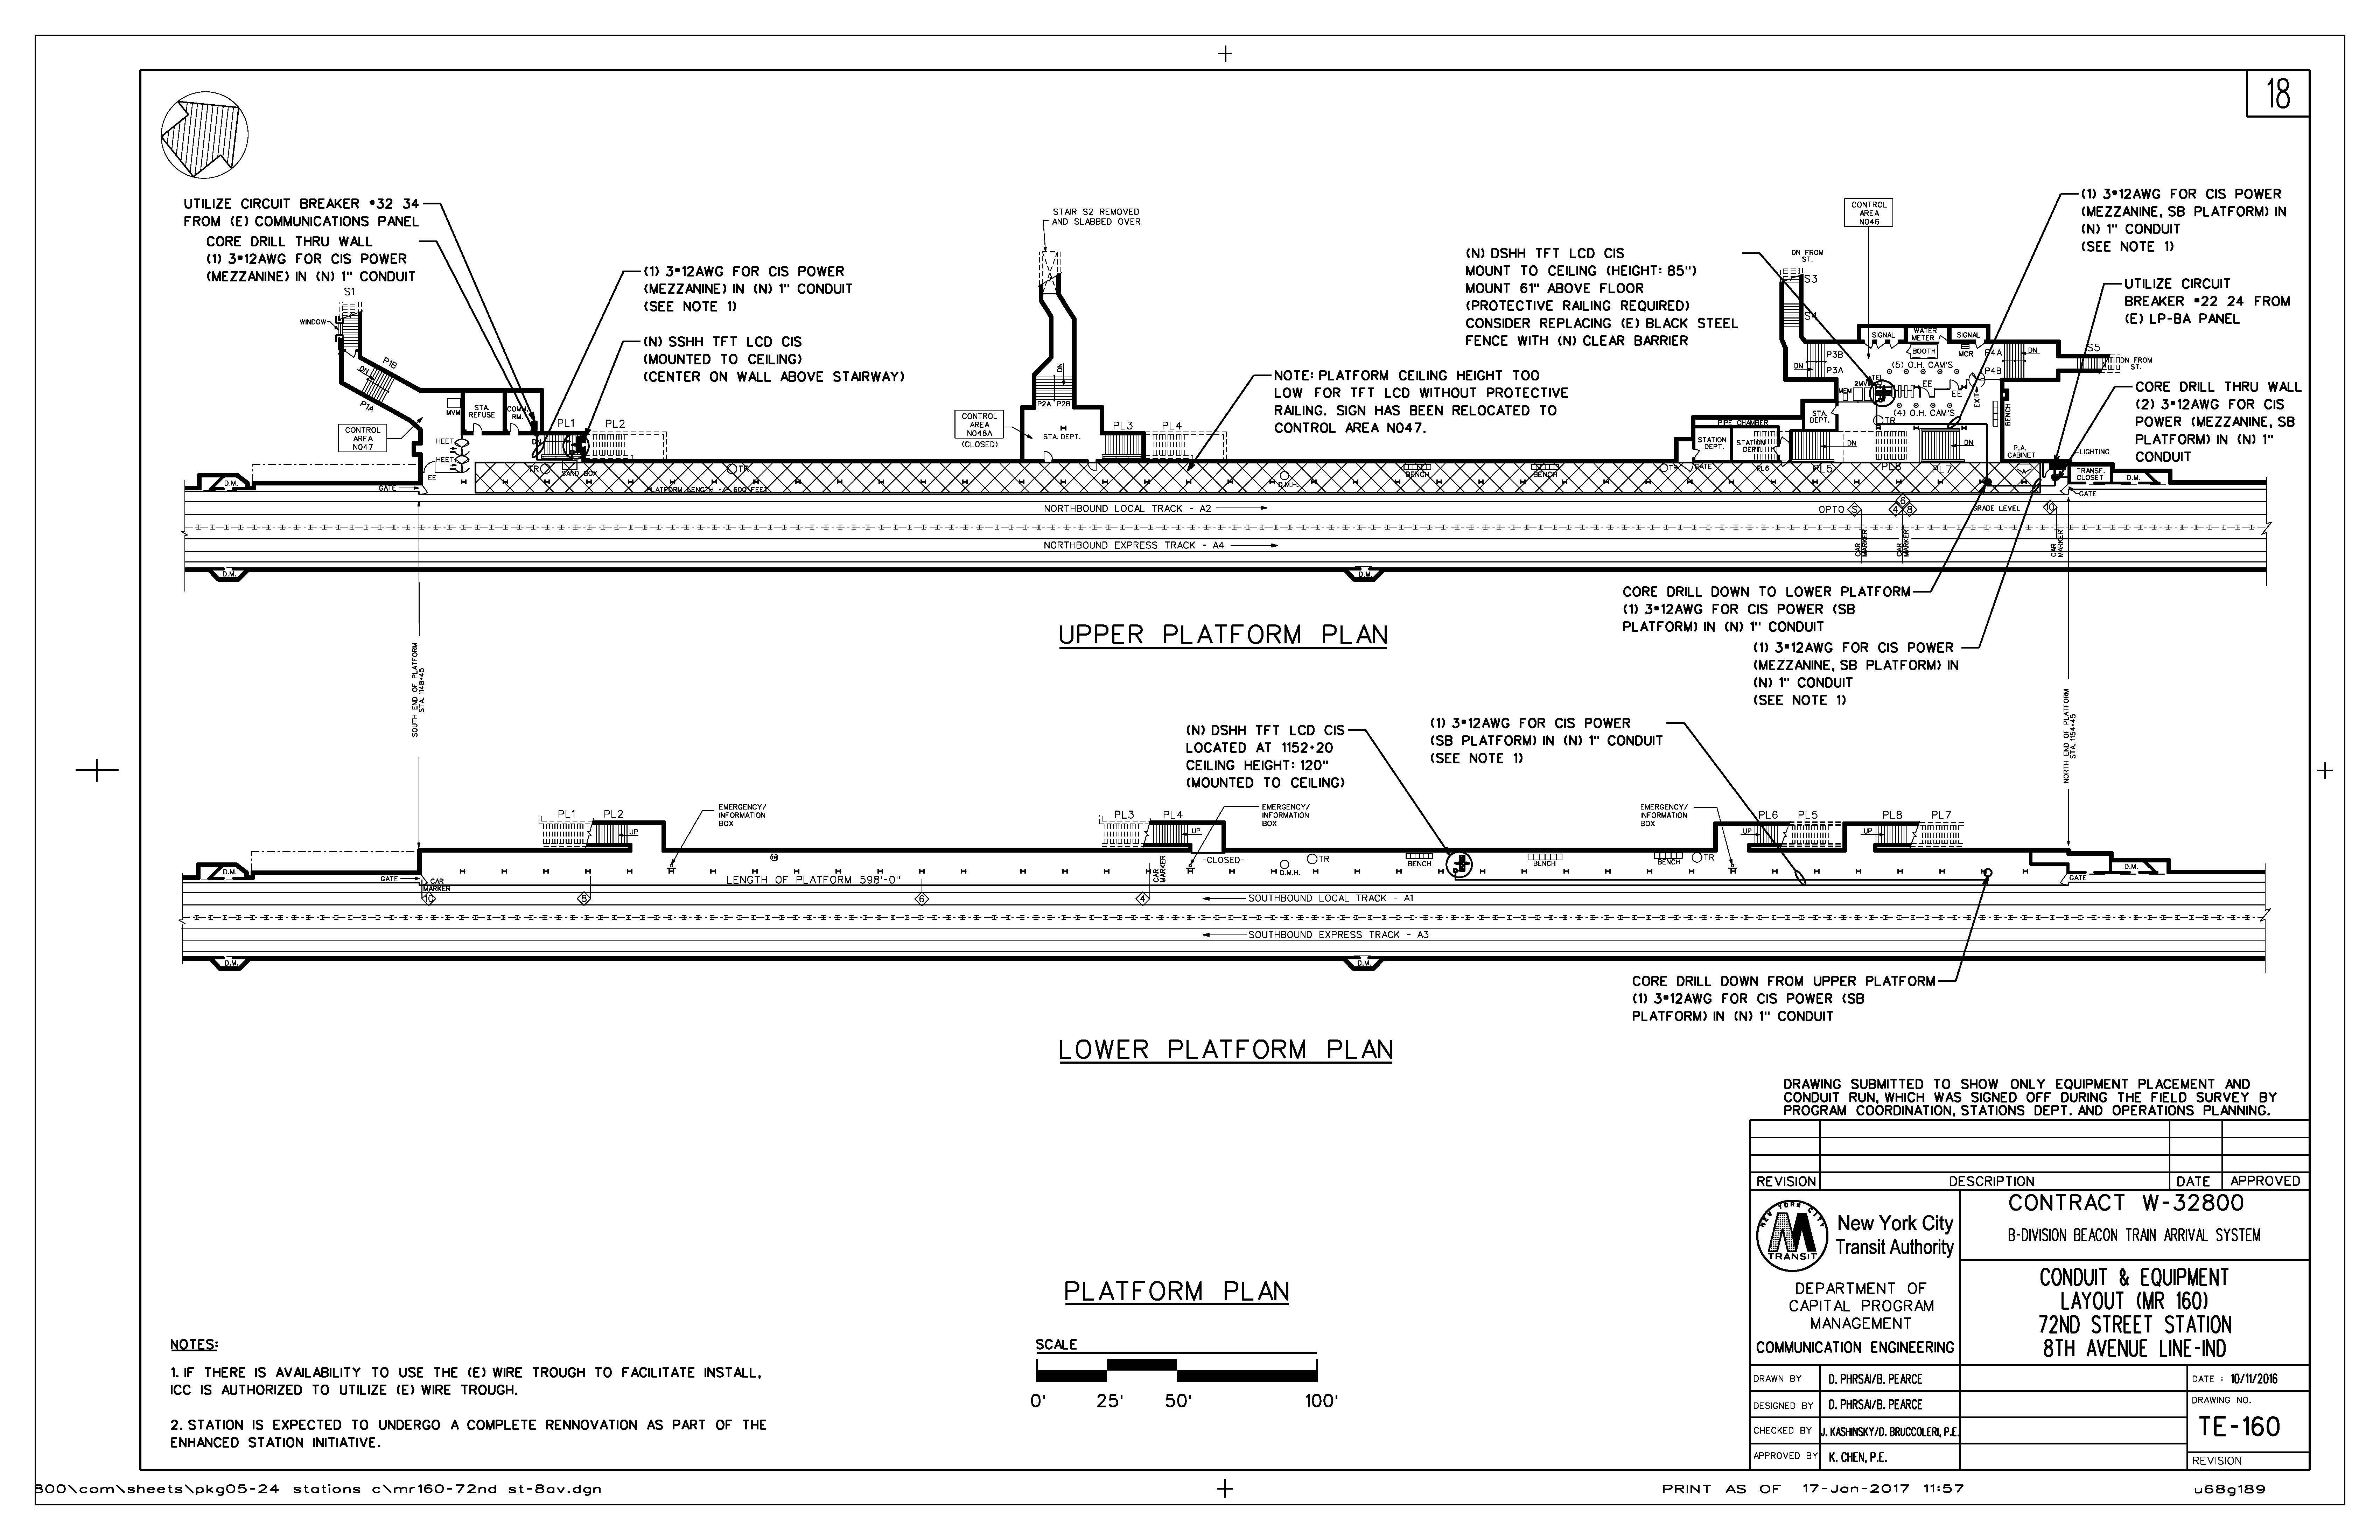 18
UTILIZE CIRCUIT BREAKER #32 34
FROM (E) COMMUNICATIONS PANEL
CORE DRILL THRU WALL
(1) 3#12AWG FOR CIS POWER
(MEZZANINE) IN (N) 1" CONDUIT
S1
WINDOW
P1B
DN
P1A
(1) 3#12AWG FOR CIS POWER
(MEZZANINE) IN (N) 1" CONDUIT
(SEE NOTE 1)
(N) SSHH TFT LCD CIS
(MOUNTED TO CEILING)
(CENTER ON WALL ABOVE STAIRWAY)
STAIR S2 REMOVED
AND SLABBED OVER
NOTE: PLATFORM CEILING HEIGHT TOO
LOW FOR TFT LCD WITHOUT PROTECTIVE
RAILING. SIGN HAS BEEN RELOCATED TO
CONTROL AREA N047.
(N) DSHH TFT LCD CIS
MOUNT TO CEILING (HEIGHT: 85")
MOUNT 61" ABOVE FLOOR
(PROTECTIVE RAILING REQUIRED)
CONSIDER REPLACING (E) BLACK STEEL
FENCE WITH (N) CLEAR BARRIER
CONTROL
AREA
N046
DN FROM
ST.
S3
S4
(1) 3#12AWG FOR CIS POWER
(MEZZANINE, SB PLATFORM) IN
(N) 1" CONDUIT
(SEE NOTE 1)
UTILIZE CIRCUIT
BREAKER #22 24 FROM
(E) LP-BA PANEL
CORE DRILL THRU WALL
(2) 3#12AWG FOR CIS
POWER (MEZZANINE, SB
PLATFORM) IN (N) 1"
CONDUIT
CONTROL
AREA
N047
MVM
STA.
REFUSE
COMM.
RM.
HEET
HEET
EE
GATE
D.M.
PL1
PL2
DN
SAND BOX
TR
TR
PLATFORM LENGTH +/- 600 FEET
CONTROL
AREA
N046A
(CLOSED)
DN
P2A
P2B
STA. DEPT.
PL3
PL4
D.M.H.
BENCH
BENCH
TR
GATE
PIPE CHAMBER
STATION
DEPT.
STATION
DEPT.
STA.
DEPT.
PL6
PL5
PL8
PL7
DN
DN
DN
P3B
P3A
SIGNAL
WATER
METER
SIGNAL
BOOTH
MCR
(5) O.H. CAM'S
(4) O.H. CAM'S
TEL
2MVM
MEM
EE
EE
EXIT
TR
P4A
P4B
DN
S5
DN FROM
ST.
BENCH
P.A.
CABINET
LIGHTING
TRANSF.
CLOSET
D.M.
GATE
NORTHBOUND LOCAL TRACK - A2
NORTHBOUND EXPRESS TRACK - A4
OPTO
S
4
6
8
10
GRADE LEVEL
CAR
MARKER
CAR
MARKER
CAR
MARKER
D.M.
D.M.
CORE DRILL DOWN TO LOWER PLATFORM
(1) 3#12AWG FOR CIS POWER (SB
PLATFORM) IN (N) 1" CONDUIT
(1) 3#12AWG FOR CIS POWER
(MEZZANINE, SB PLATFORM) IN
(N) 1" CONDUIT
(SEE NOTE 1)
UPPER PLATFORM PLAN
SOUTH END OF PLATFORM
STA. 1148+45
NORTH END OF PLATFORM
STA. 1154+45
(N) DSHH TFT LCD CIS
LOCATED AT 1152+20
CEILING HEIGHT: 120"
(MOUNTED TO CEILING)
(1) 3#12AWG FOR CIS POWER
(SB PLATFORM) IN (N) 1" CONDUIT
(SEE NOTE 1)
PL1
PL2
UP
EMERGENCY/
INFORMATION
BOX
PL3
PL4
UP
EMERGENCY/
INFORMATION
BOX
EMERGENCY/
INFORMATION
BOX
PL6
PL5
UP
PL8
PL7
UP
D.M.
GATE
CAR
MARKER
10
8
6
4
LENGTH OF PLATFORM 598'-0"
CAR
MARKER
-CLOSED-
D.M.H.
TR
BENCH
BENCH
BENCH
TR
D.M.
GATE
SOUTHBOUND LOCAL TRACK - A1
SOUTHBOUND EXPRESS TRACK - A3
D.M.
D.M.
CORE DRILL DOWN FROM UPPER PLATFORM
(1) 3#12AWG FOR CIS POWER (SB
PLATFORM) IN (N) 1" CONDUIT
LOWER PLATFORM PLAN
DRAWING SUBMITTED TO SHOW ONLY EQUIPMENT PLACEMENT AND
CONDUIT RUN, WHICH WAS SIGNED OFF DURING THE FIELD SURVEY BY
PROGRAM COORDINATION, STATIONS DEPT. AND OPERATIONS PLANNING.
REVISION DESCRIPTION DATE APPROVED
NEW YORK CITY
TRANSIT
New York City
Transit Authority
DEPARTMENT OF
CAPITAL PROGRAM
MANAGEMENT
COMMUNICATION ENGINEERING
CONTRACT W-32800
B-DIVISION BEACON TRAIN ARRIVAL SYSTEM
CONDUIT & EQUIPMENT
LAYOUT (MR 160)
72ND STREET STATION
8TH AVENUE LINE-IND
DRAWN BY D. PHRSAI/B. PEARCE
DESIGNED BY D. PHRSAI/B. PEARCE
CHECKED BY J. KASHINSKY/D. BRUCCOLERI, P.E.
APPROVED BY K. CHEN, P.E.
DATE : 10/11/2016
DRAWING NO.
TE-160
REVISION
PLATFORM PLAN
SCALE
0' 25' 50' 100'
NOTES:
1. IF THERE IS AVAILABILITY TO USE THE (E) WIRE TROUGH TO FACILITATE INSTALL,
ICC IS AUTHORIZED TO UTILIZE (E) WIRE TROUGH.
2. STATION IS EXPECTED TO UNDERGO A COMPLETE RENNOVATION AS PART OF THE
ENHANCED STATION INITIATIVE.
800\com\sheets\pkg05-24 stations c\mr160-72nd st-8av.dgn
PRINT AS OF 17-Jan-2017 11:57
u68g189